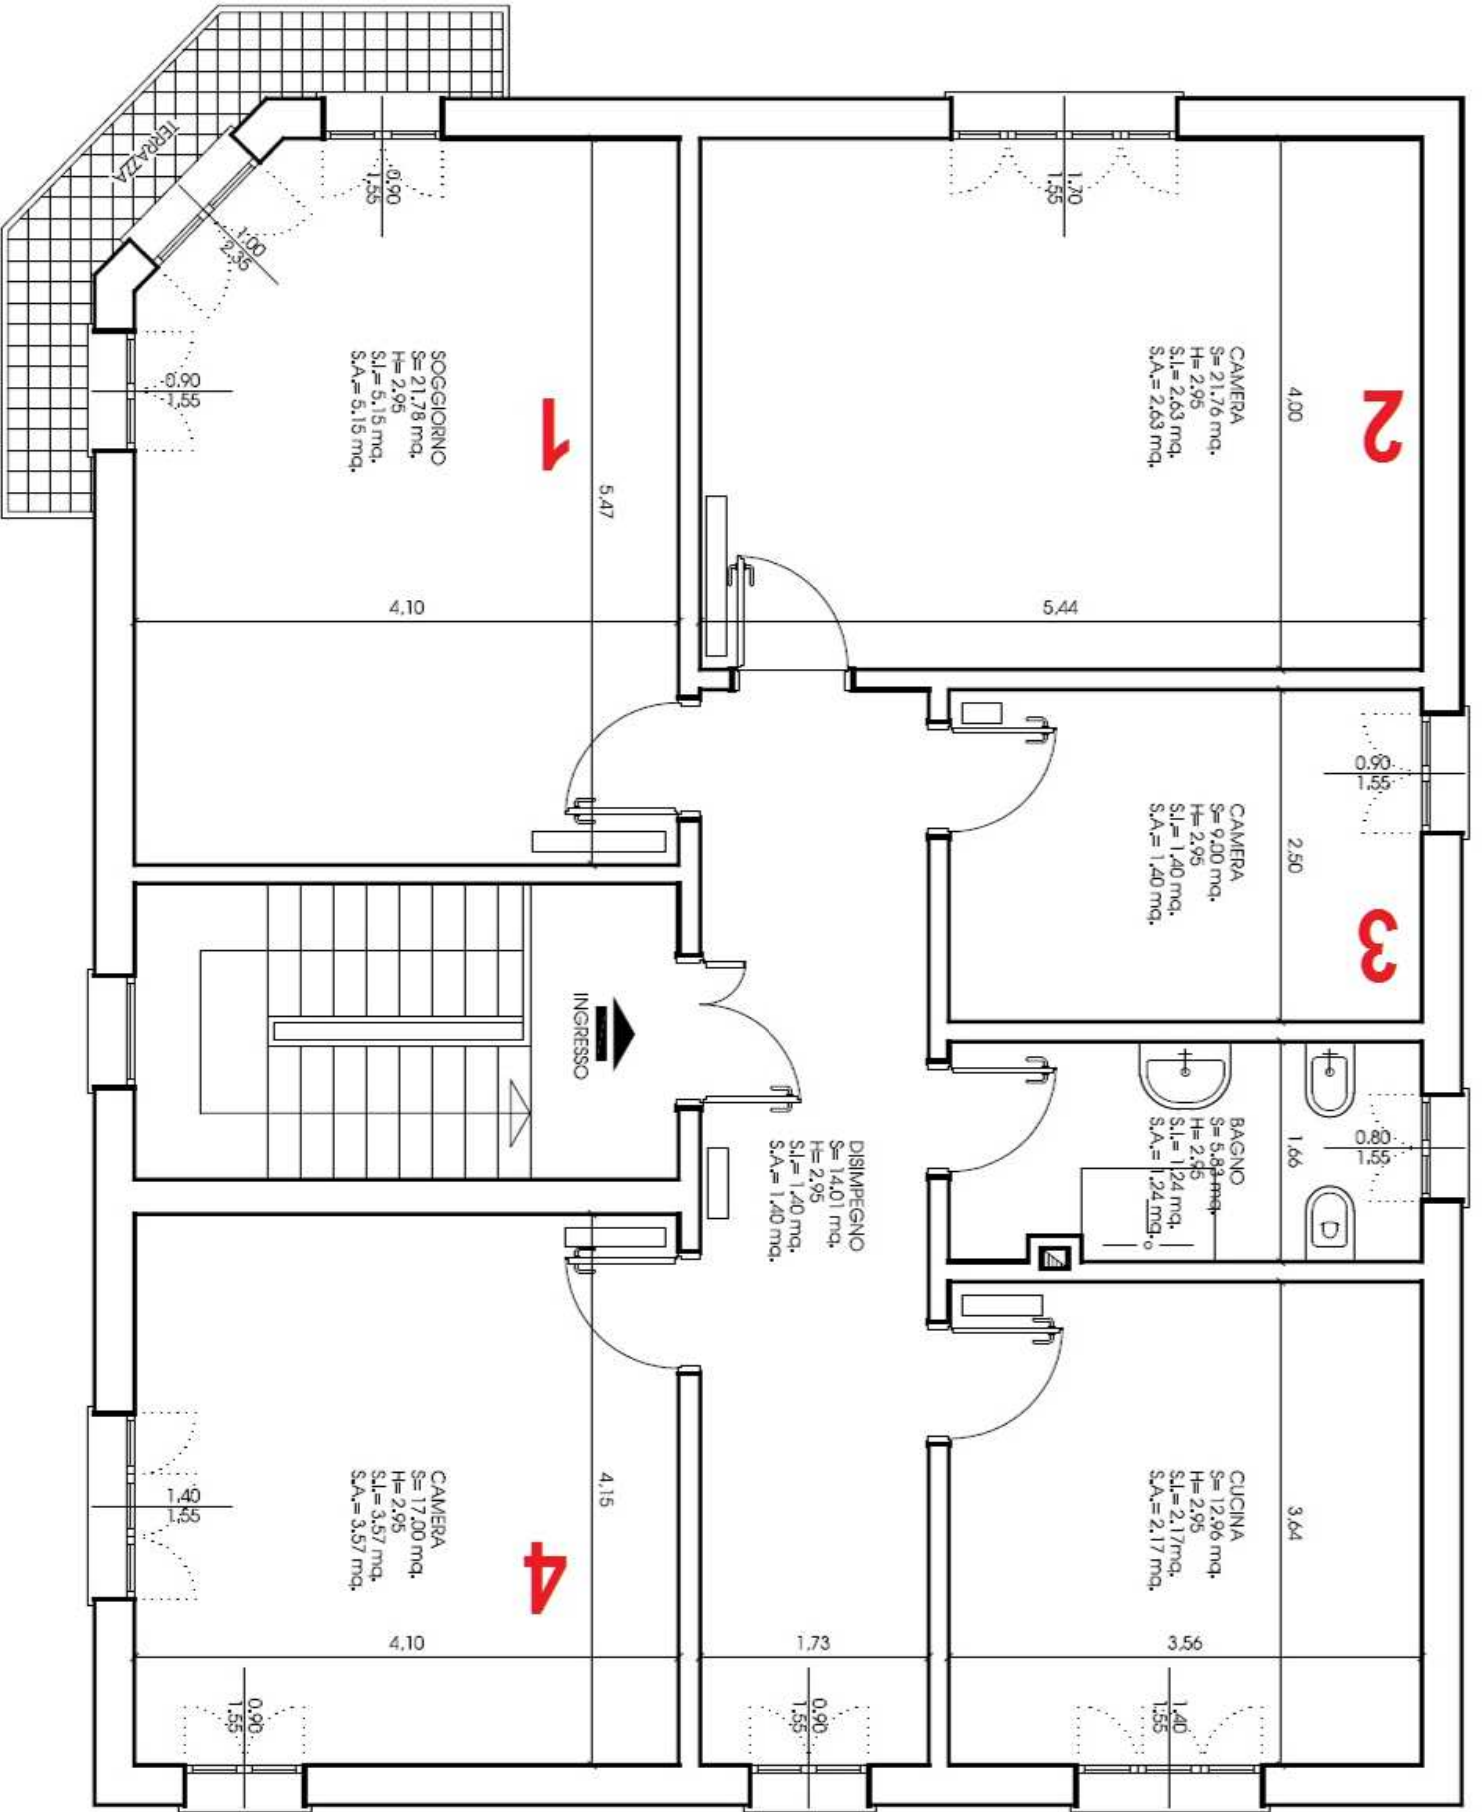 TERRAZZA
0.90
1.55
1.00
2.35
0.90
1.55
SOGGIORNO
S= 21.78 mq.
H= 2.95
S.I.= 5.15 mq.
S.A.= 5.15 mq.
1
5,47
4,10
1.70
1.55
CAMERA
S= 21.76 mq.
H= 2.95
S.I.= 2.63 mq.
S.A.= 2.63 mq.
4,00
2
5,44
0.90
1.55
CAMERA
S= 9.00 mq.
H= 2.95
S.I.= 1.40 mq.
S.A.= 1.40 mq.
2,50
3
INGRESSO
DISIMPEGNO
S= 14.01 mq.
H= 2.95
S.I.= 1.40 mq.
S.A.= 1.40 mq.
BAGNO
S= 5.83 mq.
H= 2.95
S.I.= 1.24 mq.
S.A.= 1.24 mq.
1,66
0.80
1.55
CAMERA
S= 17.00 mq.
H= 2.95
S.I.= 3.57 mq.
S.A.= 3.57 mq.
4
4,15
1.40
1.55
4,10
0.90
1.55
1,73
0.90
1.55
CUCINA
S= 12.96 mq.
H= 2.95
S.I.= 2.17mq.
S.A.= 2.17 mq.
3,64
3,56
1.40
1.55